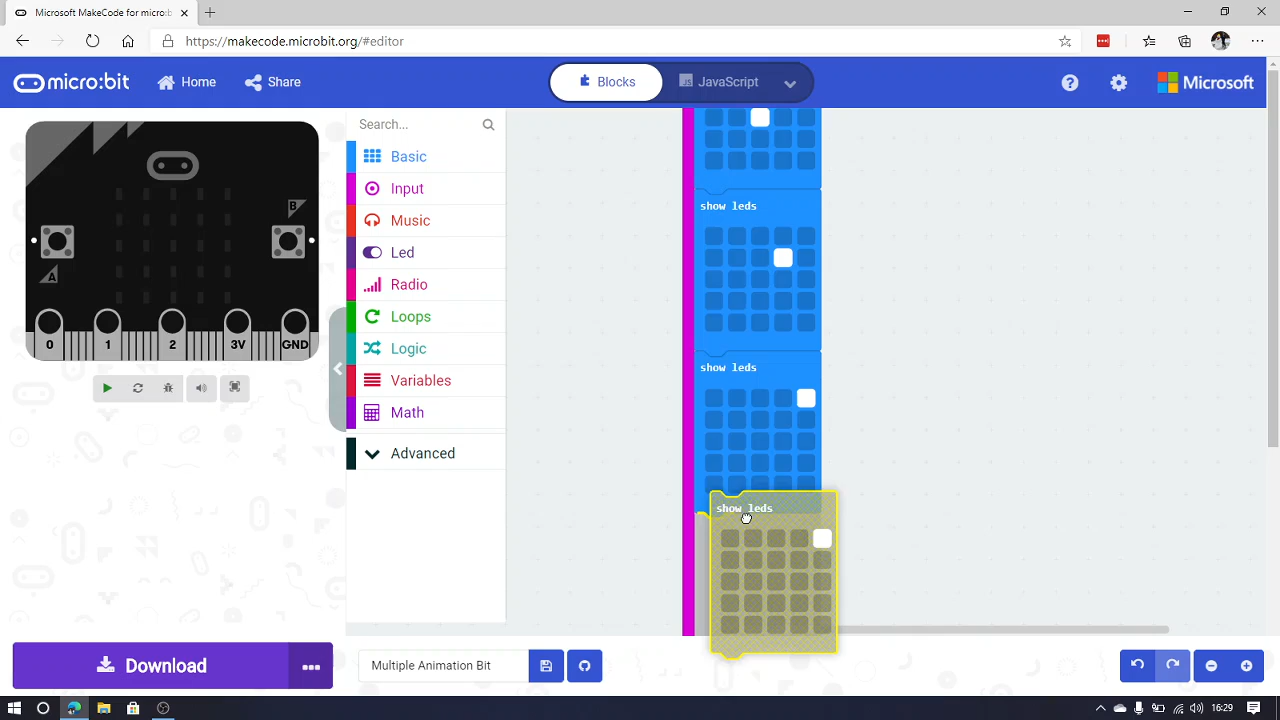 Microsoft MakeCode for micro:b
https://makecode.microbit.org/#editor
micro:bit
Home
Share
Blocks
JS
JavaScript
?
Microsoft
Search...
Basic
Input
Music
Led
Radio
Loops
Logic
Variables
Math
Advanced
B
A
0
1
2
3V
GND
show leds
show leds
show leds
Download
Multiple Animation Bit
16:29